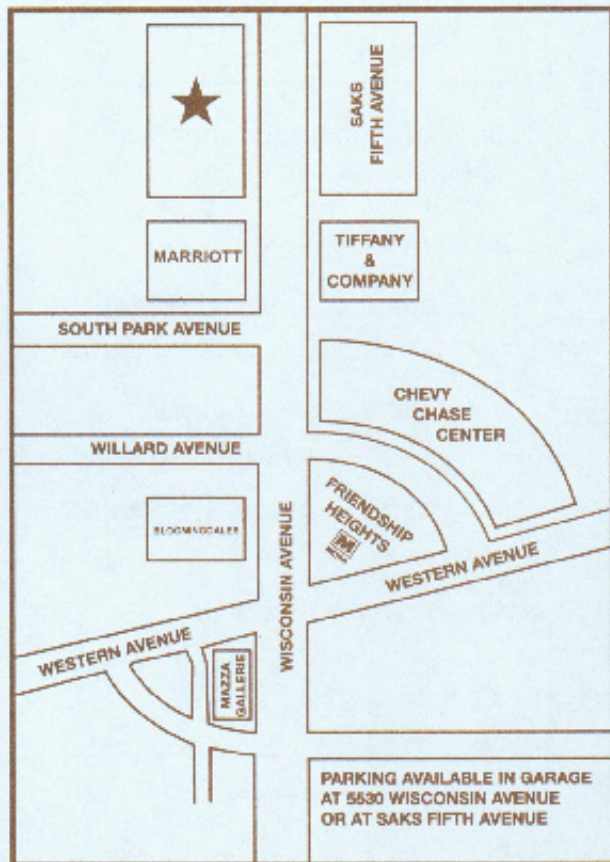 SAKS
FIFTH AVENUE
MARRIOTT
TIFFANY
&
COMPANY
SOUTH PARK AVENUE
CHEVY
CHASE
CENTER
WILLARD AVENUE
FRIENDSHIP
HEIGHTS
M
METRO
BLOOMINGDALES
WISCONSIN AVENUE
WESTERN AVENUE
WESTERN AVENUE
MAZZA
GALLERIE
PARKING AVAILABLE IN GARAGE
AT 5530 WISCONSIN AVENUE
OR AT SAKS FIFTH AVENUE